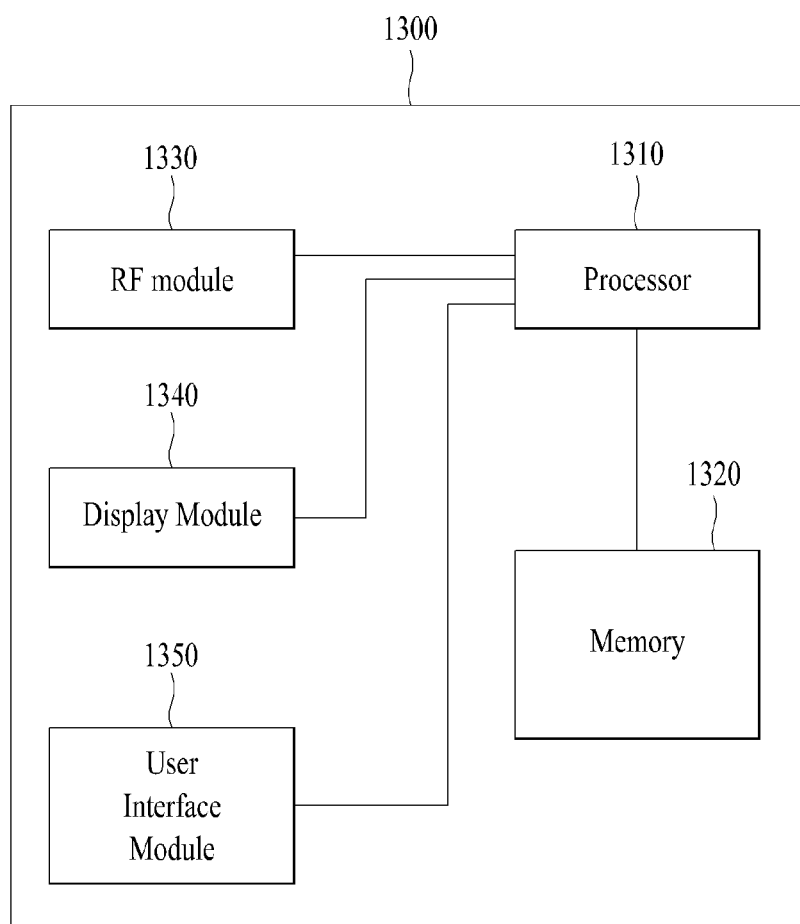 1300
1330
1310
RF module
Processor
1340
1320
Display Module
Memory
1350
User
Interface
Module